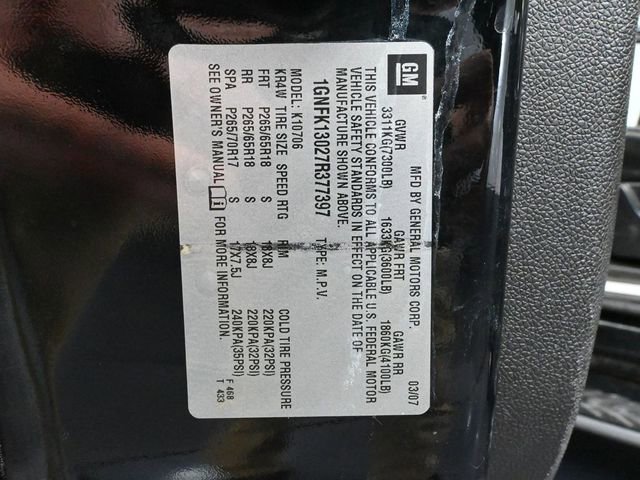 GM
MFD BY GENERAL MOTORS CORP. 03/07
GVWR GAWR FRT GAWR RR
3311KG(7300LB) 1633KG(3600LB) 1860KG(4100LB)
THIS VEHICLE CONFORMS TO ALL APPLICABLE U.S. FEDERAL MOTOR
VEHICLE SAFETY STANDARDS IN EFFECT ON THE DATE OF
MANUFACTURE SHOWN ABOVE.
1GNFK13027R377397 TYPE: M.P.V.
MODEL: K10706
KR4W TIRE SIZE SPEED RTG RIM COLD TIRE PRESSURE
FRT P265/65R18 S 18X8J 220KPA(32PSI)
RR P265/65R18 S 18X8J 220KPA(32PSI)
SPA P265/70R17 S 17X7.5J 240KPA(35PSI)
SEE OWNER'S MANUAL i F 468
T 433